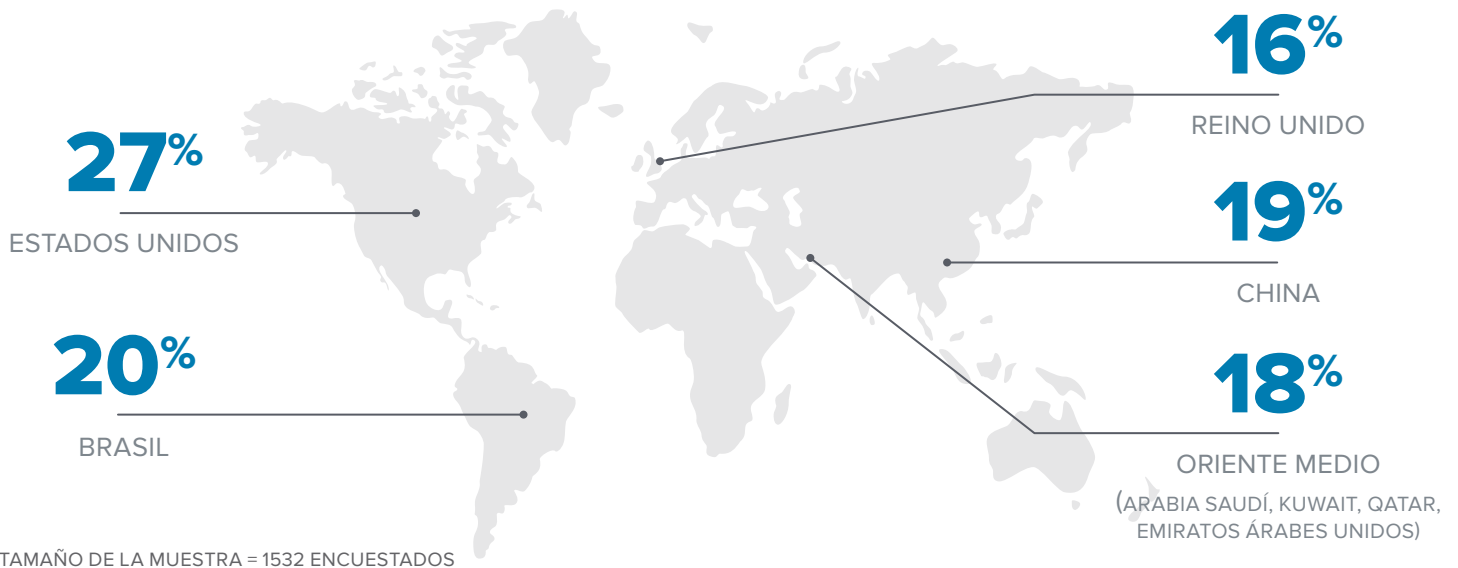 27%
ESTADOS UNIDOS
20%
BRASIL
16%
REINO UNIDO
19%
CHINA
18%
ORIENTE MEDIO
(ARABIA SAUDÍ, KUWAIT, QATAR,
EMIRATOS ÁRABES UNIDOS)
TAMAÑO DE LA MUESTRA = 1532 ENCUESTADOS